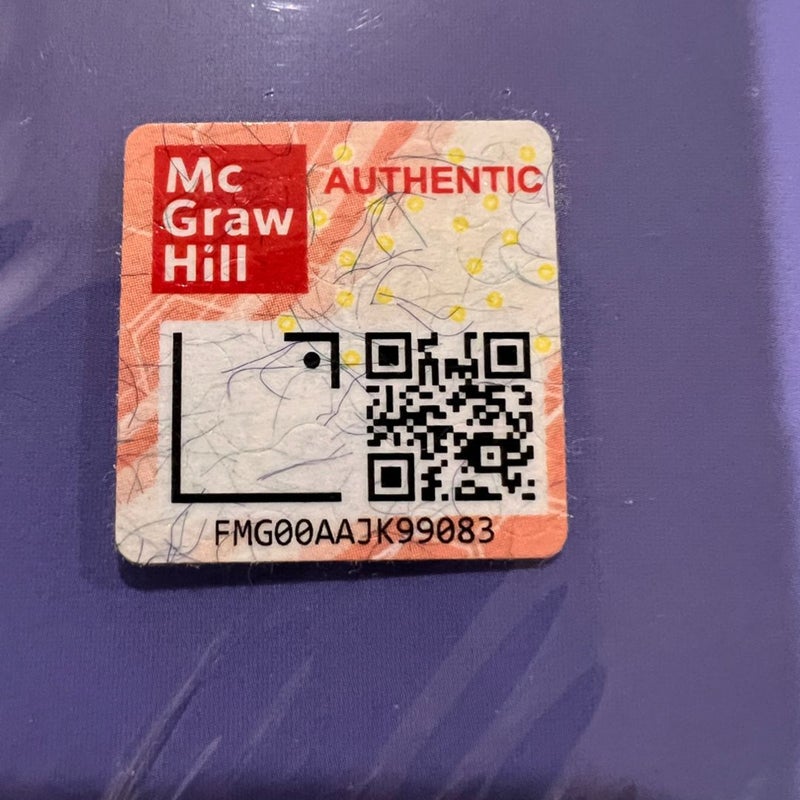 Mc
Graw
Hill
AUTHENTIC
FMG00AAJK99083